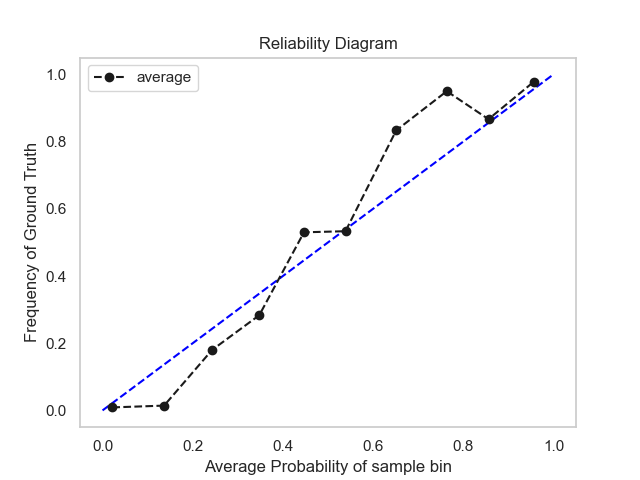 Reliability Diagram
average
1.0
0.8
0.6
0.4
0.2
0.0
Frequency of Ground Truth
0.0 0.2 0.4 0.6 0.8 1.0
Average Probability of sample bin